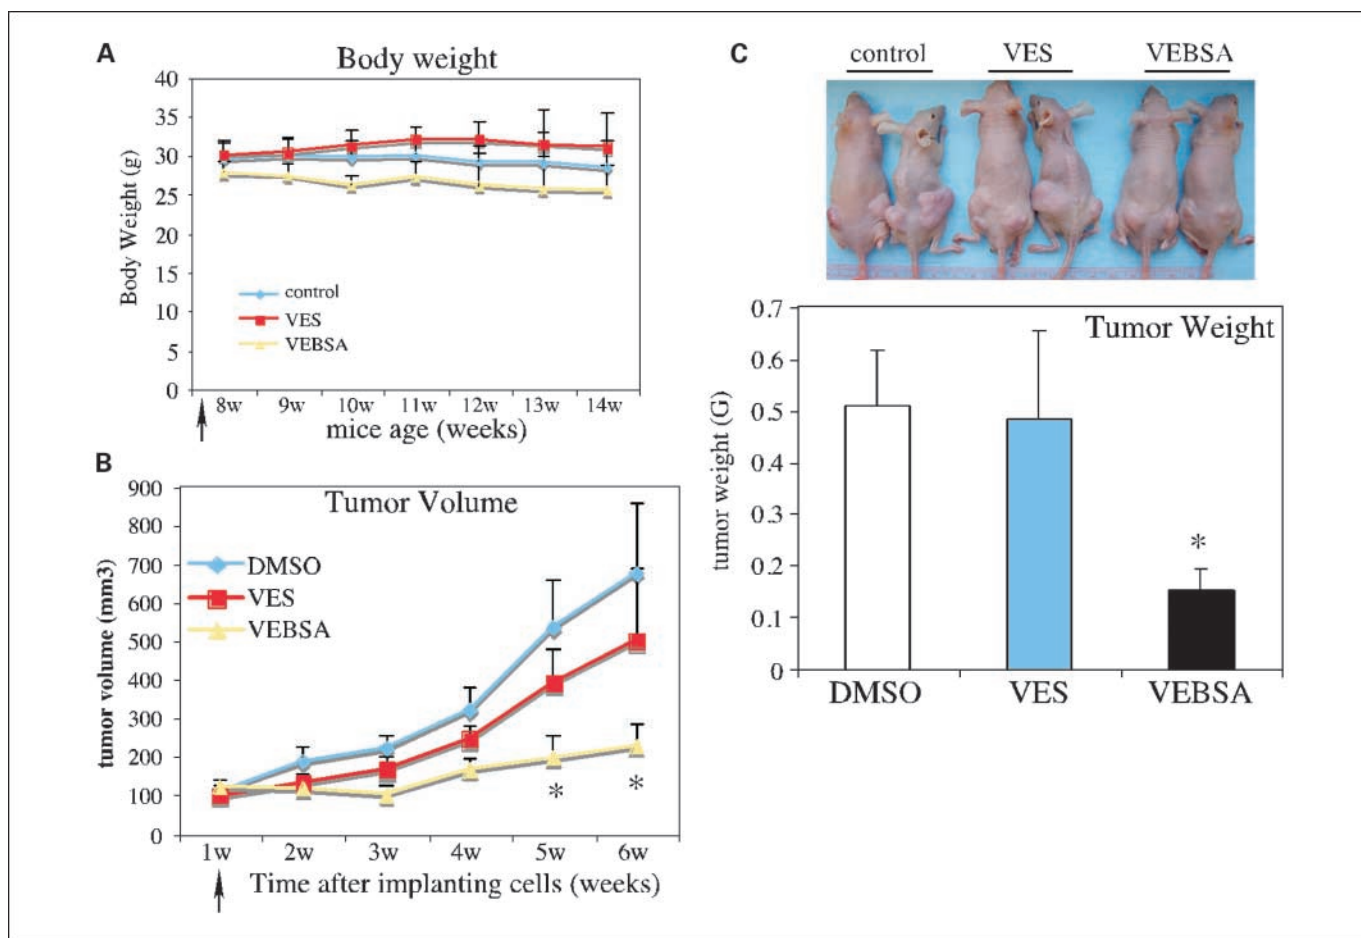 A
Body weight
40
35
30
25
20
15
10
5
0
Body Weight (g)
control
VES
VEBSA
8w 9w 10w 11w 12w 13w 14w
mice age (weeks)
B
Tumor Volume
900
800
700
600
500
400
300
200
100
0
tumor volume (mm3)
DMSO
VES
VEBSA
*
*
1w 2w 3w 4w 5w 6w
Time after implanting cells (weeks)
C
control VES VEBSA
Tumor Weight
0.7
0.6
0.5
0.4
0.3
0.2
0.1
0
tumor weight (G)
*
DMSO VES VEBSA